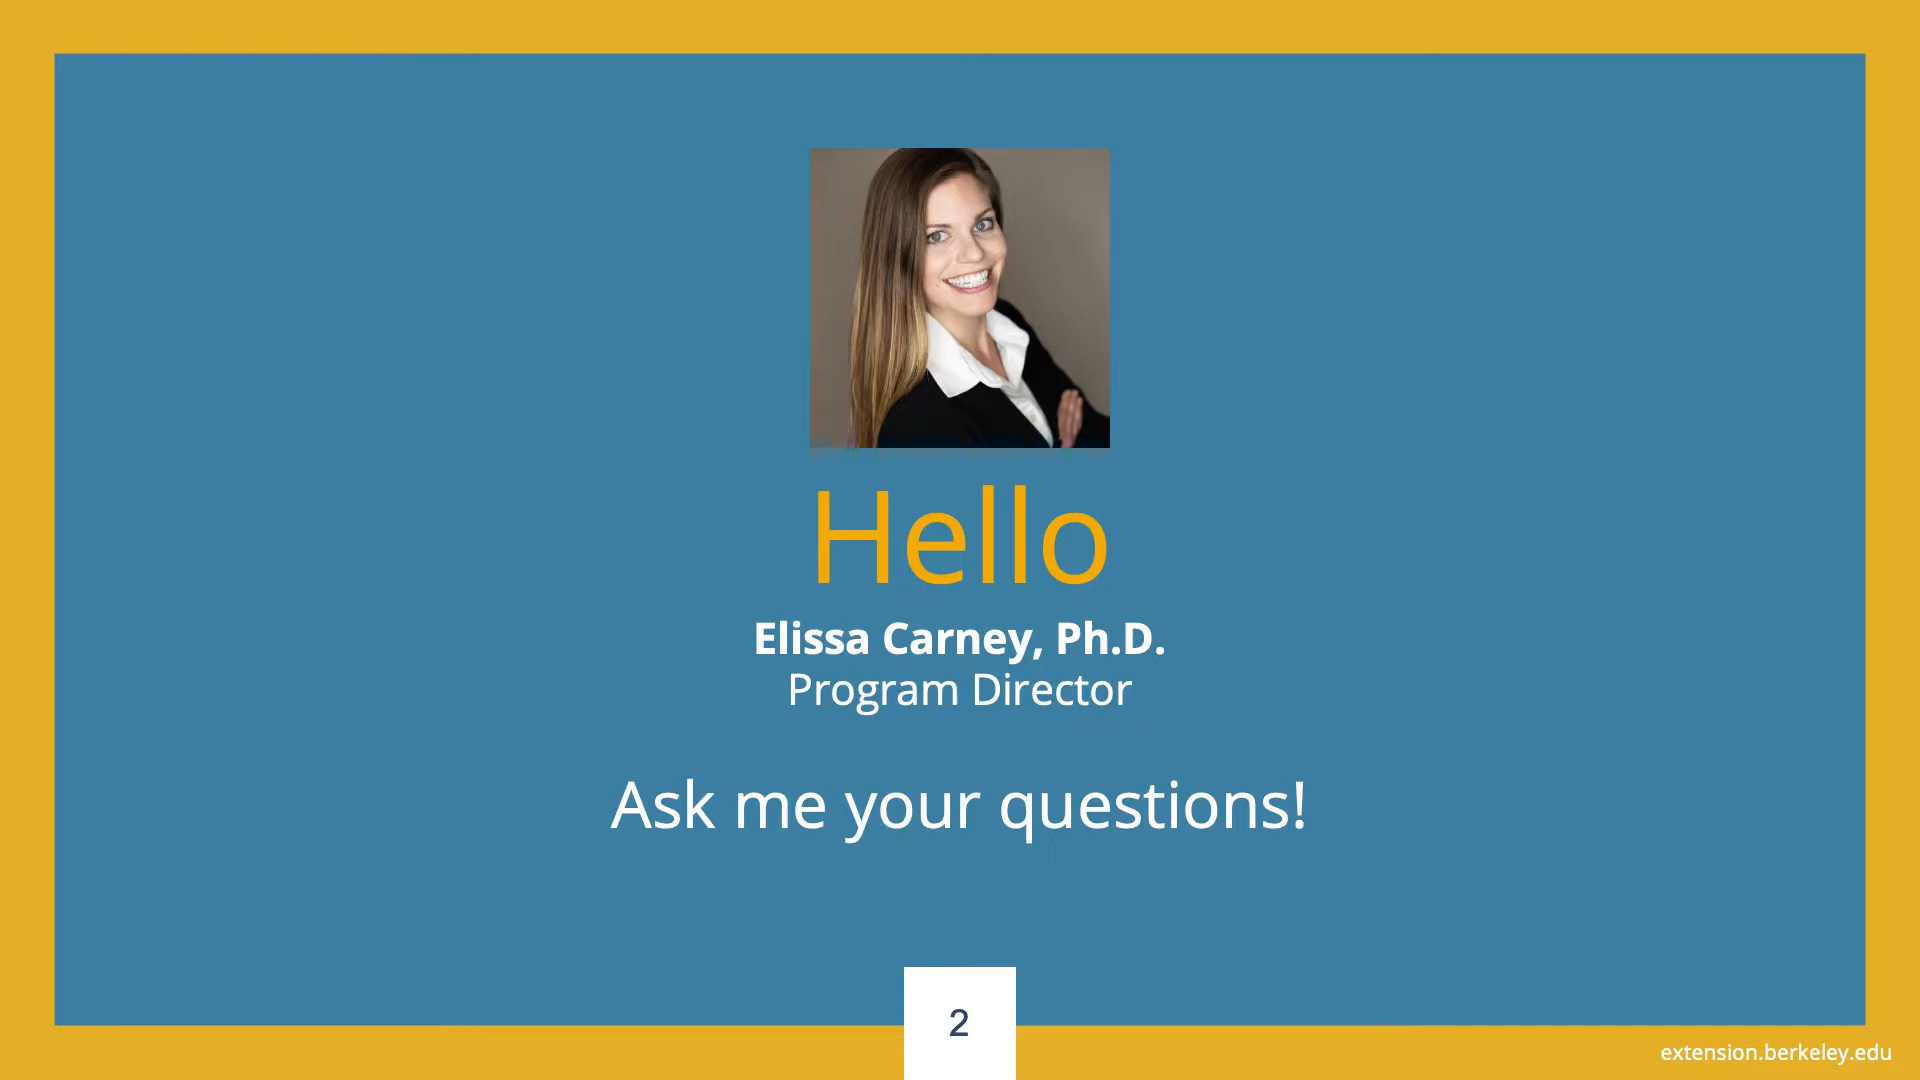 Hello
Elissa Carney, Ph.D.
Program Director
Ask me your questions!
2
extension.berkeley.edu